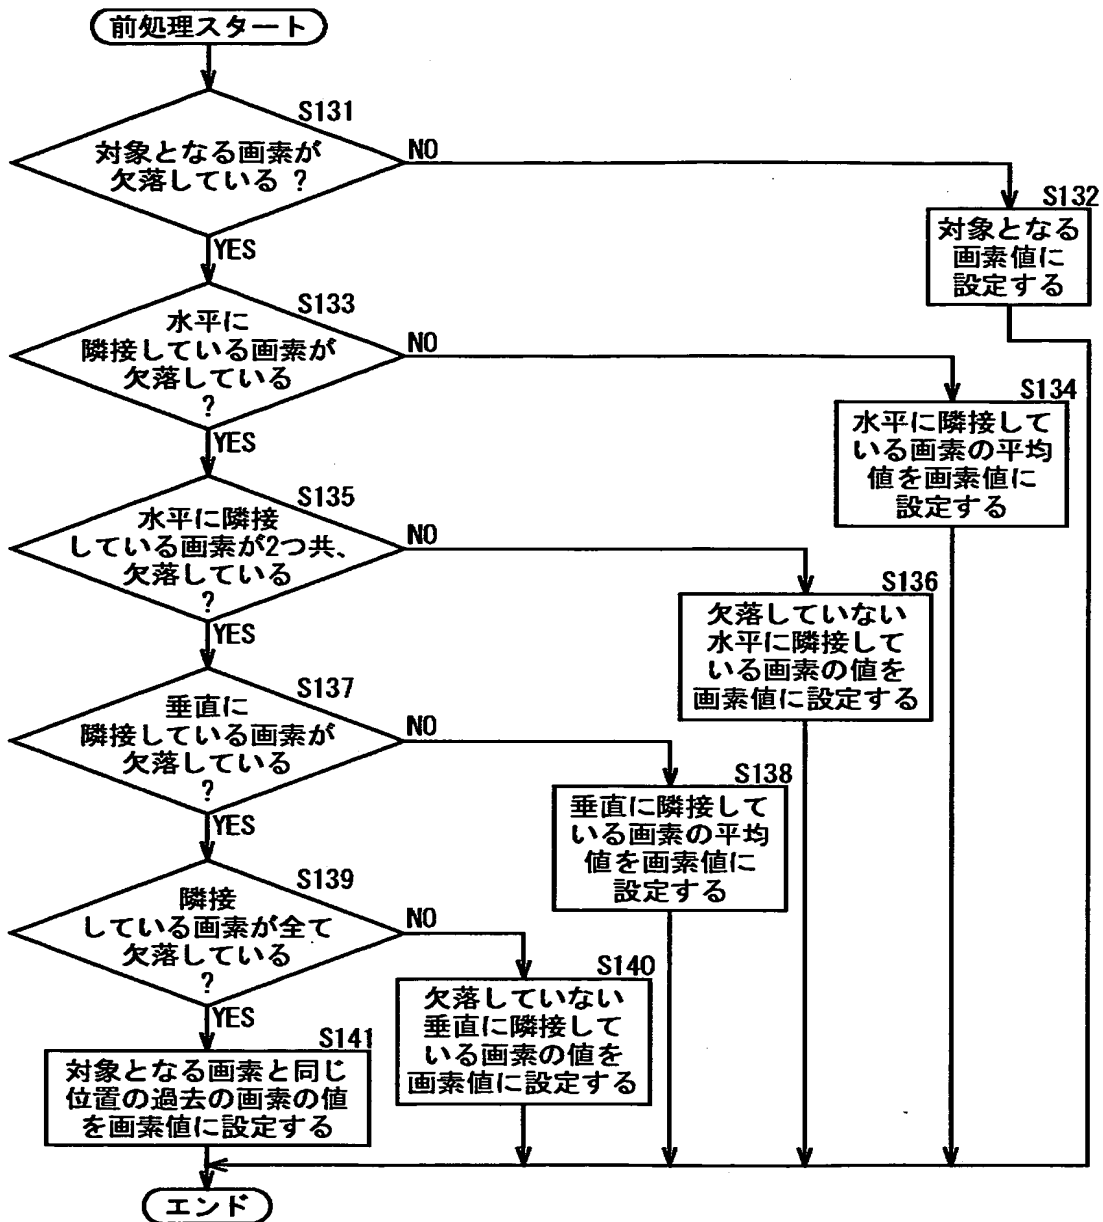 前処理スタート
S131
対象となる画素が
欠落している ?
NO
YES
S132
対象となる
画素値に
設定する
S133
水平に
隣接している画素が
欠落している
?
NO
YES
S134
水平に隣接して
いる画素の平均
値を画素値に
設定する
S135
水平に隣接
している画素が2つ共、
欠落している
?
NO
YES
S136
欠落していない
水平に隣接して
いる画素の値を
画素値に設定する
S137
垂直に
隣接している画素が
欠落している
?
NO
YES
S138
垂直に隣接して
いる画素の平均
値を画素値に
設定する
S139
隣接
している画素が全て
欠落している
?
NO
YES
S140
欠落していない
垂直に隣接して
いる画素の値を
画素値に設定する
S141
対象となる画素と同じ
位置の過去の画素の値
を画素値に設定する
エンド